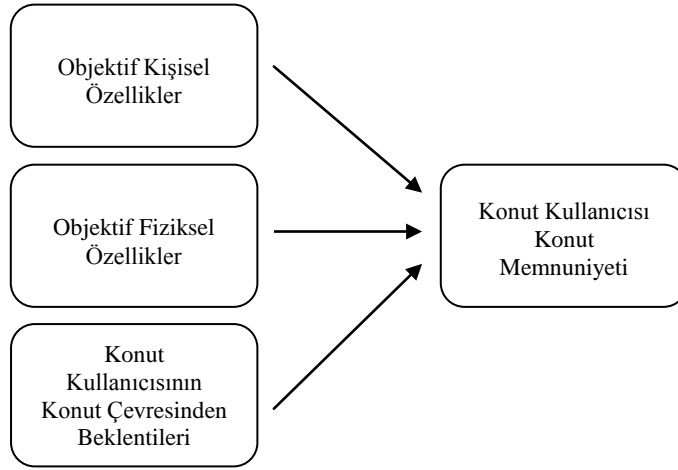 Objektif Kişisel
Özellikler
Objektif Fiziksel
Özellikler
Konut
Kullanıcısının
Konut Çevresinden
Beklentileri
Konut Kullanıcısı
Konut
Memnuniyeti